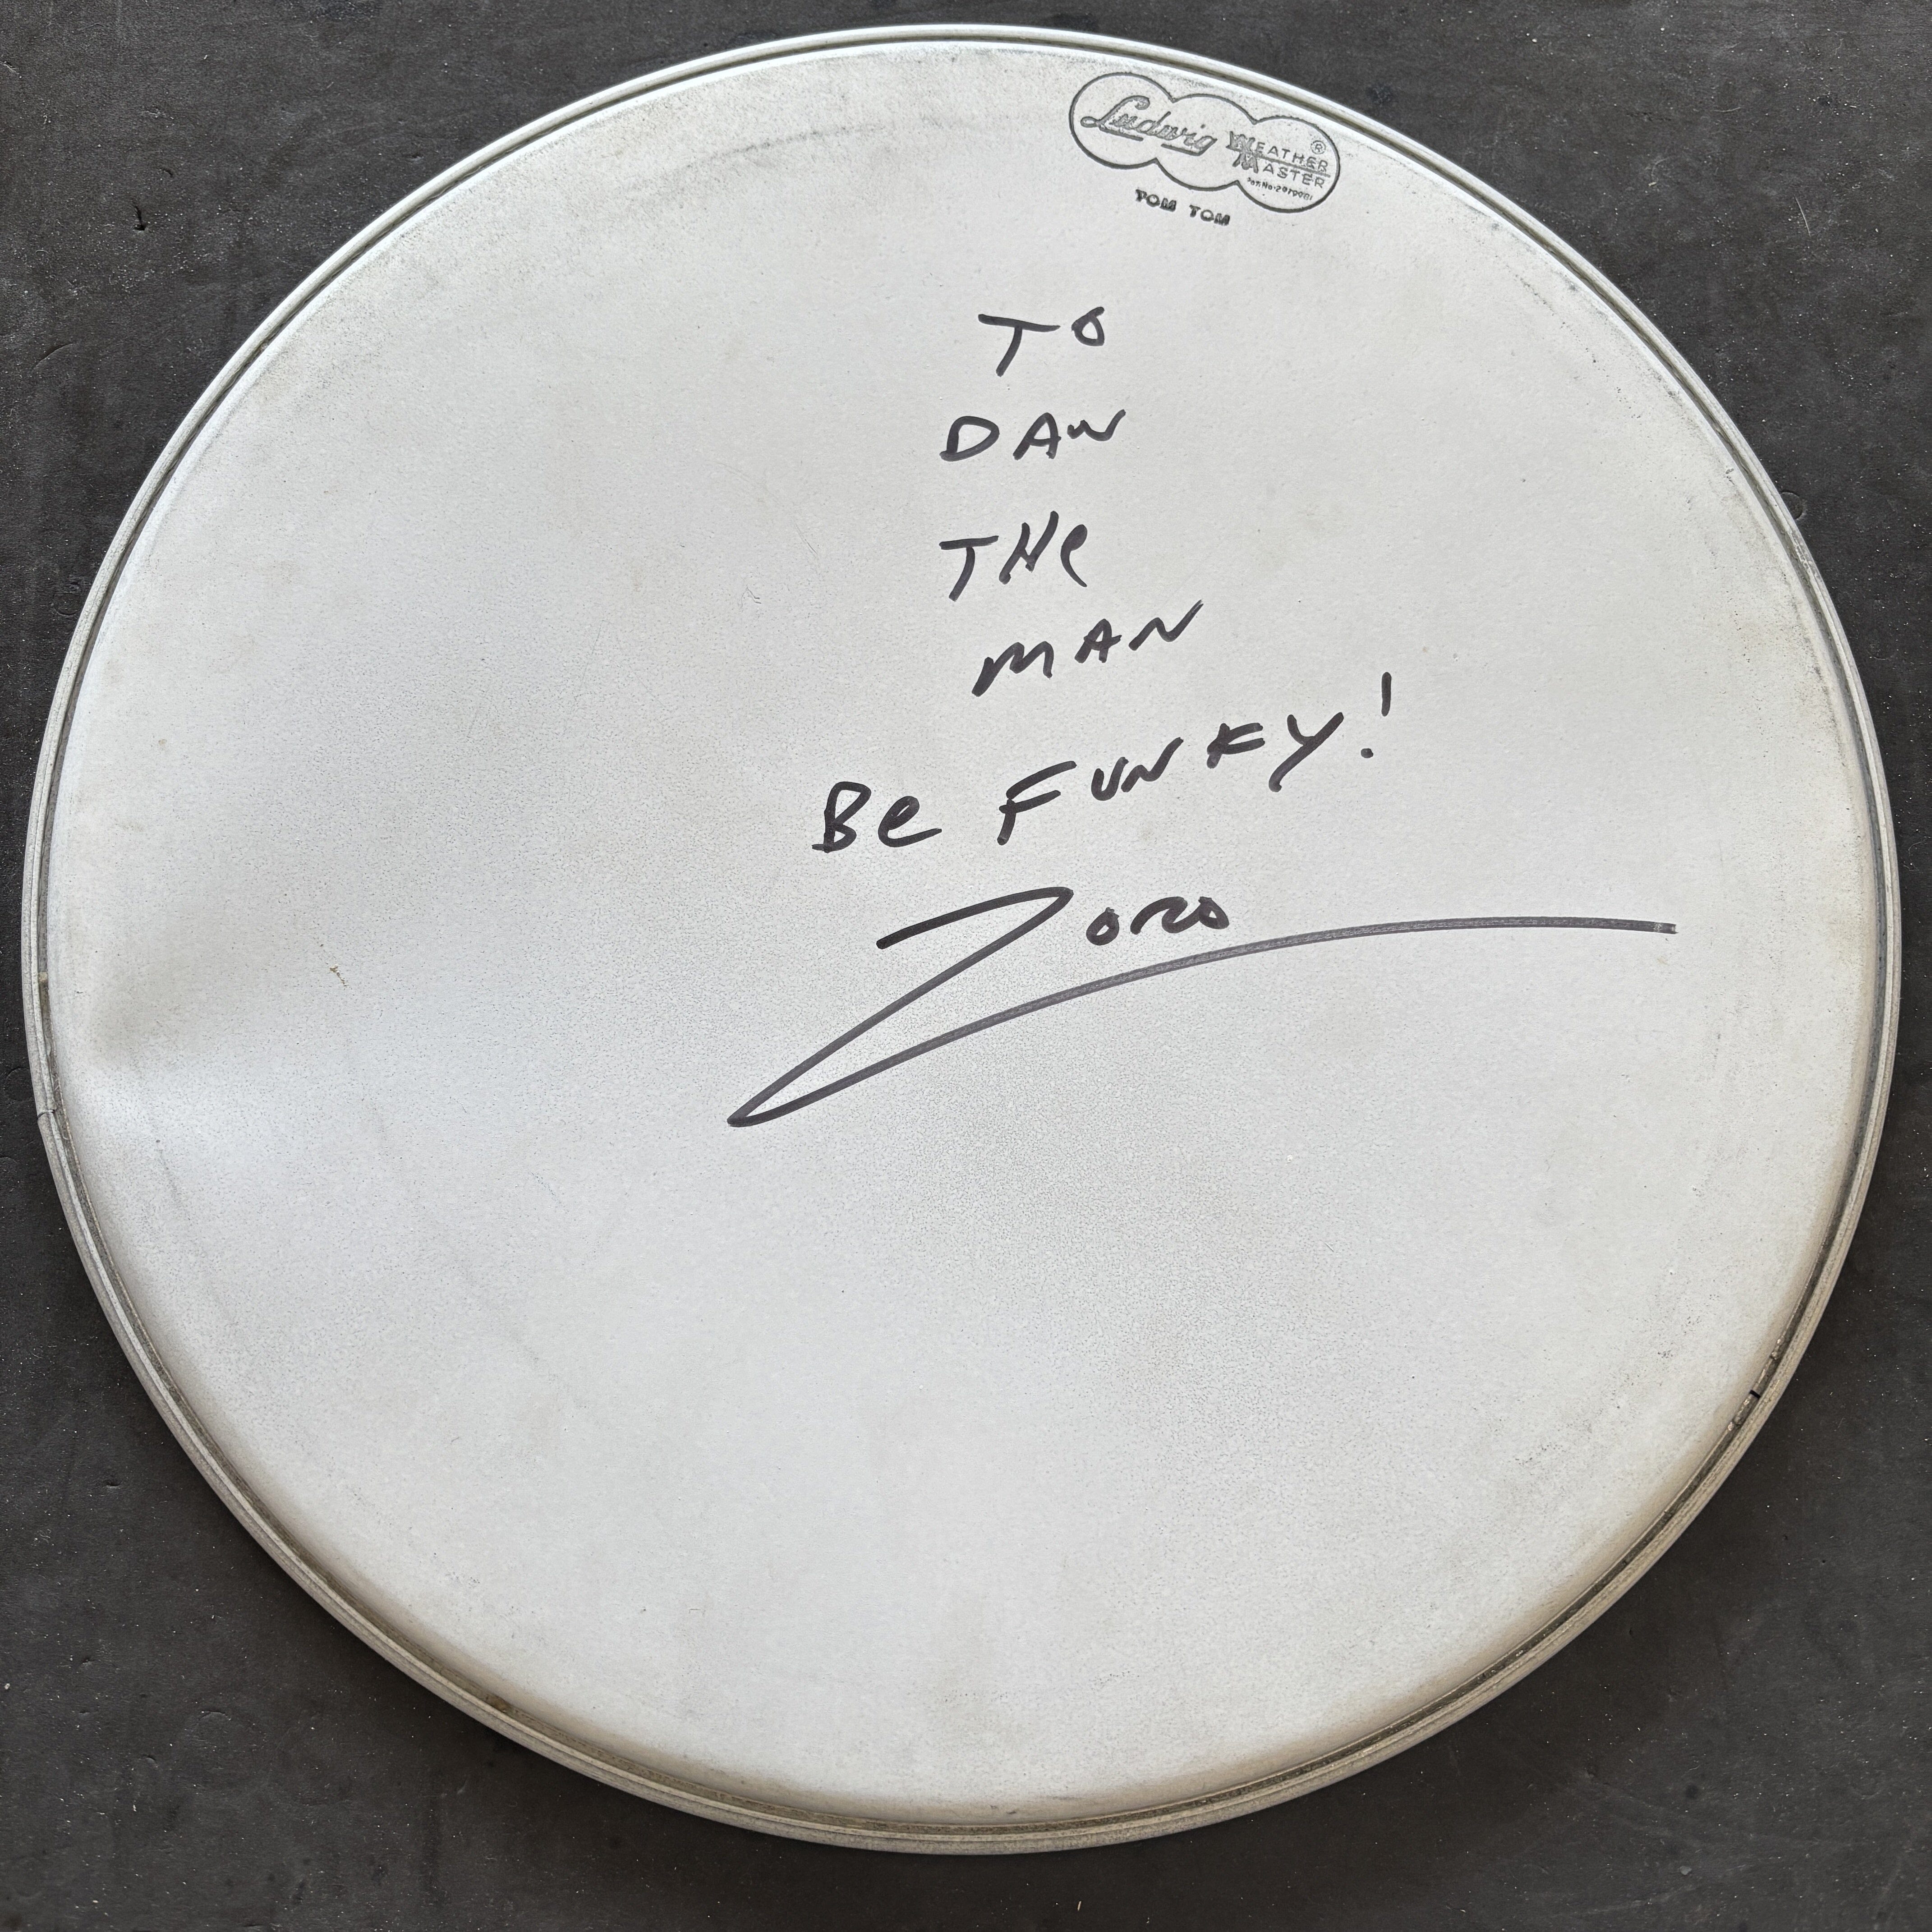 Ludwig WEATHER MASTER ®
TOM TOM
TO
DAN
THe
MAN
Be FUNKY!
Zoro